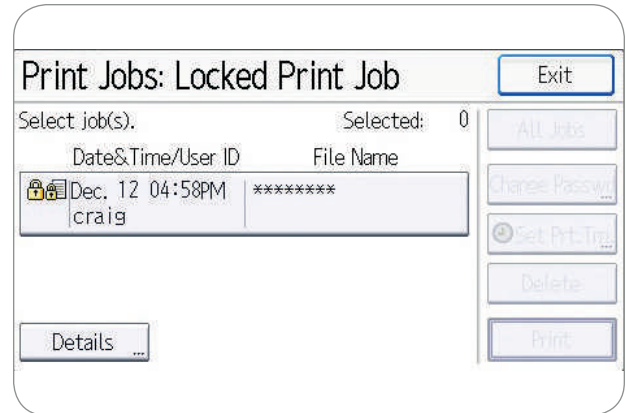 Print Jobs: Locked Print Job
Exit
Select job(s).
Selected: 0
All Jobs
Date&Time/User ID
File Name
Dec. 12 04:58PM
********
craig
Change Passwd
...
Set Prt.Tm
...
Delete
Details ...
Print